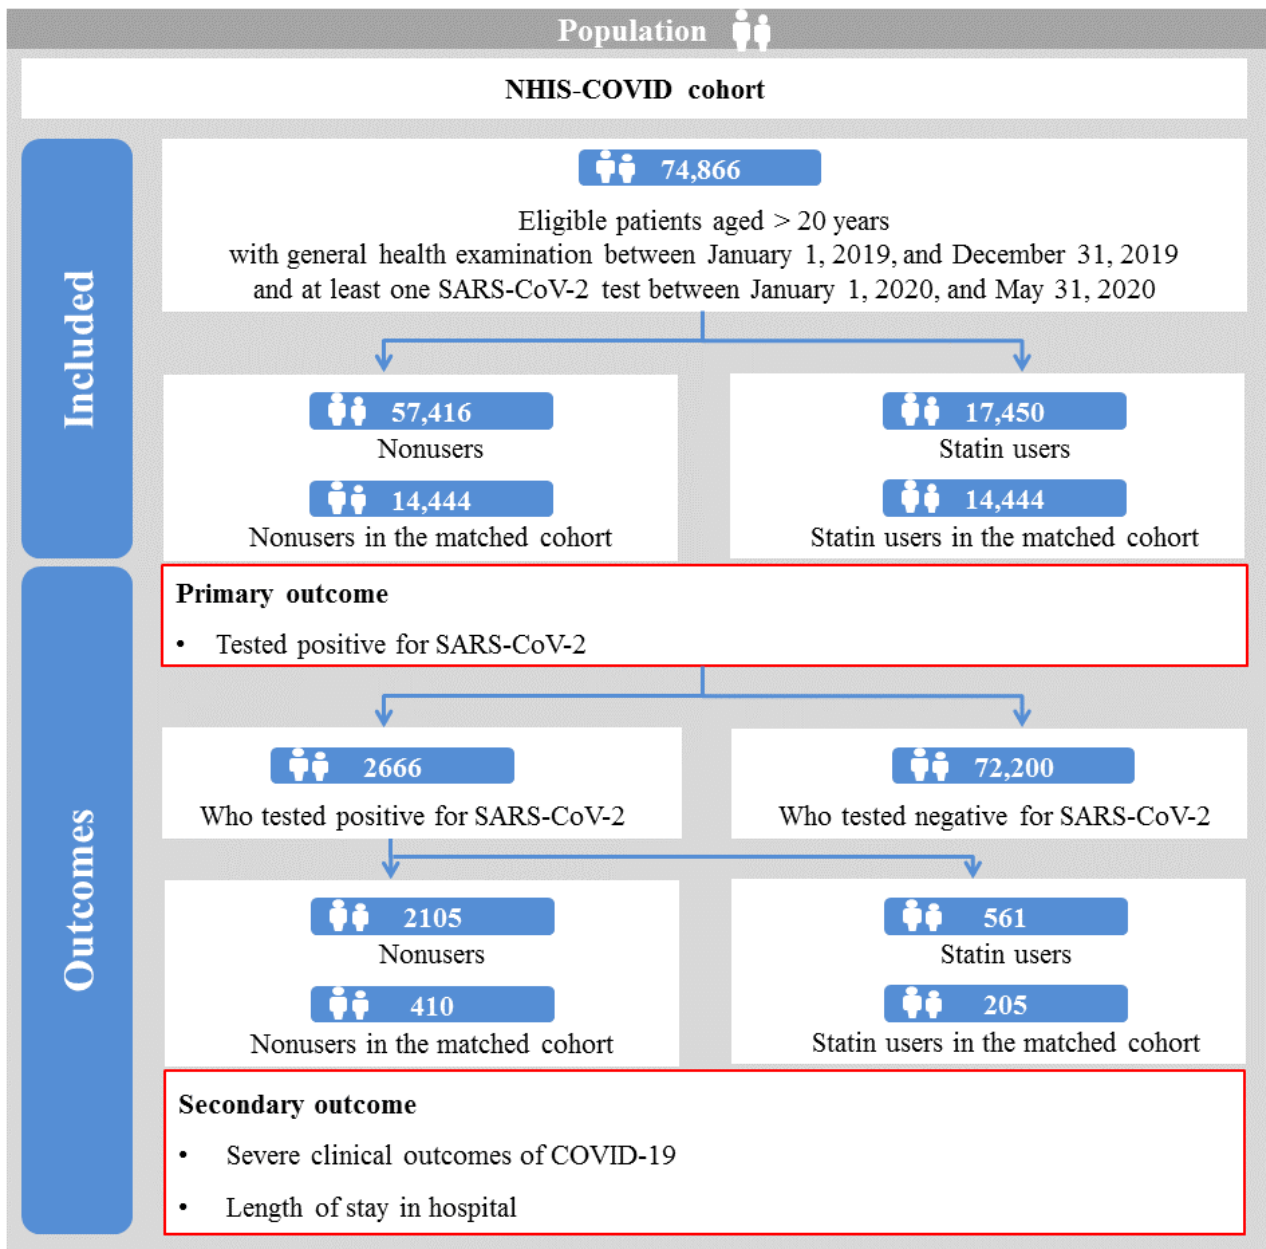 Population
NHIS-COVID cohort
Included
74,866
Eligible patients aged > 20 years
with general health examination between January 1, 2019, and December 31, 2019
and at least one SARS-CoV-2 test between January 1, 2020, and May 31, 2020
57,416
Nonusers
14,444
Nonusers in the matched cohort
17,450
Statin users
14,444
Statin users in the matched cohort
Outcomes
Primary outcome
• Tested positive for SARS-CoV-2
2666
Who tested positive for SARS-CoV-2
72,200
Who tested negative for SARS-CoV-2
2105
Nonusers
410
Nonusers in the matched cohort
561
Statin users
205
Statin users in the matched cohort
Secondary outcome
• Severe clinical outcomes of COVID-19
• Length of stay in hospital